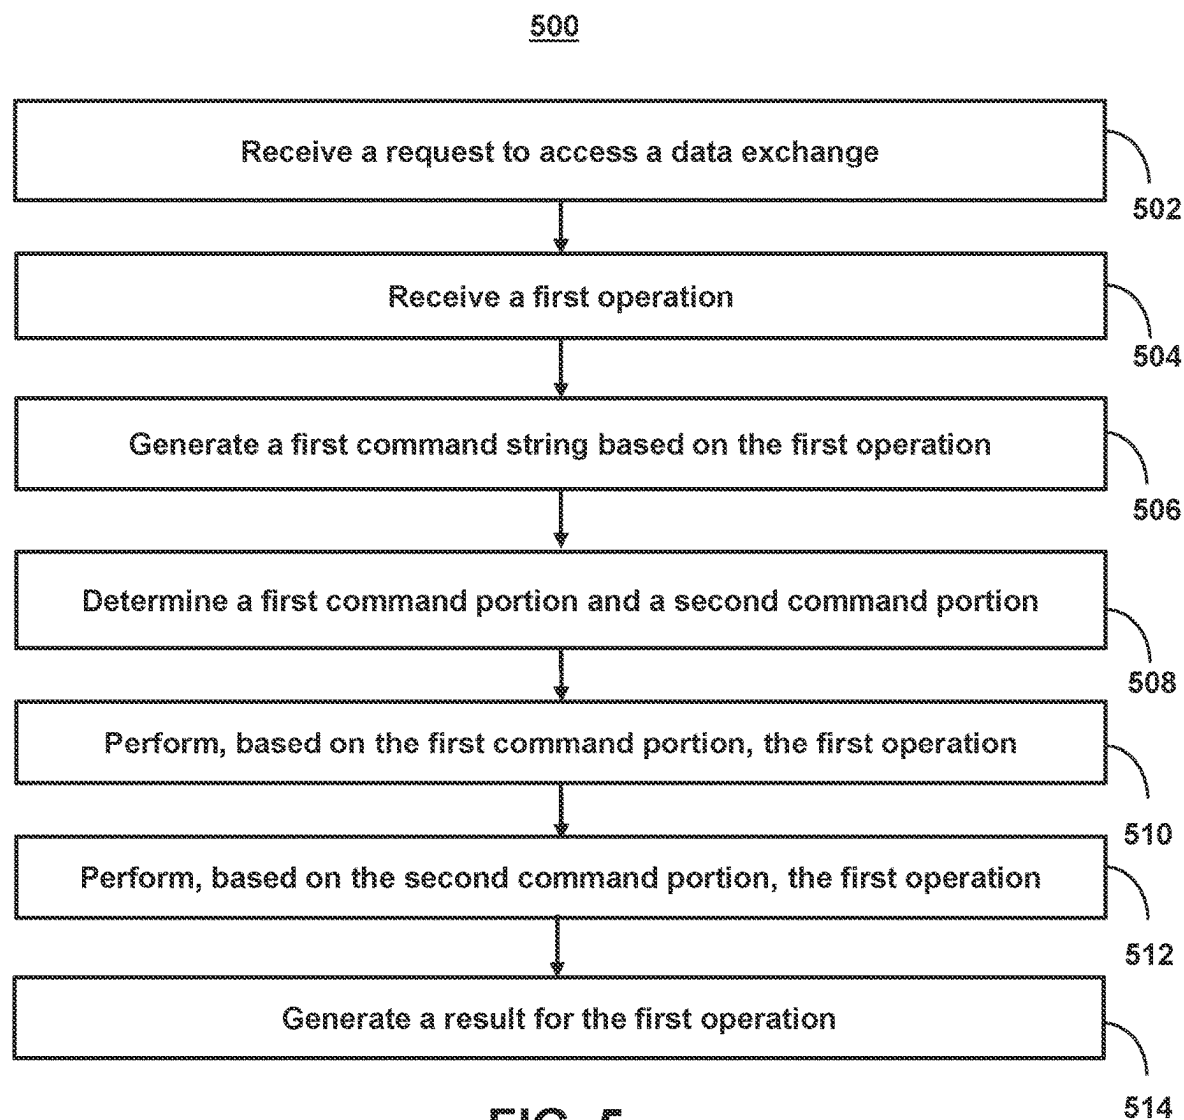 500
Receive a request to access a data exchange
502
Receive a first operation
504
Generate a first command string based on the first operation
506
Determine a first command portion and a second command portion
508
Perform, based on the first command portion, the first operation
510
Perform, based on the second command portion, the first operation
512
Generate a result for the first operation
514
FIG. 5